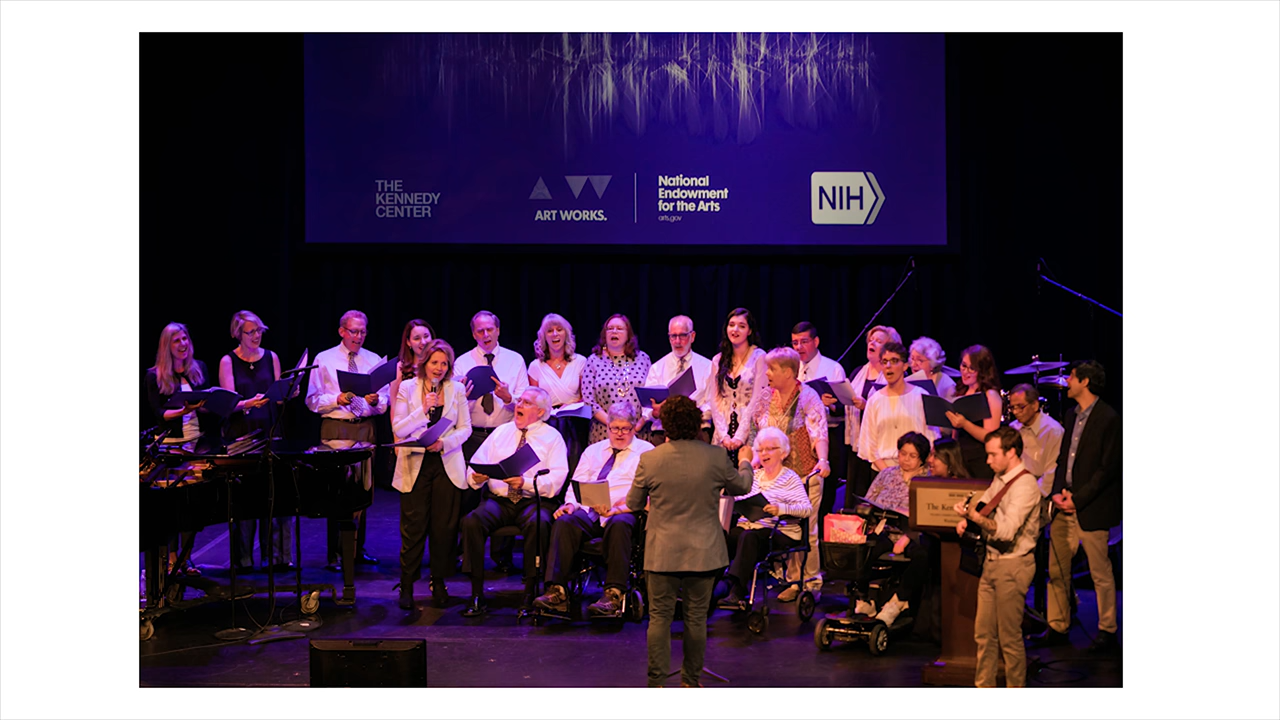 THE
KENNEDY
CENTER
ART WORKS.
National
Endowment
for the Arts
arts.gov
NIH
The Ken